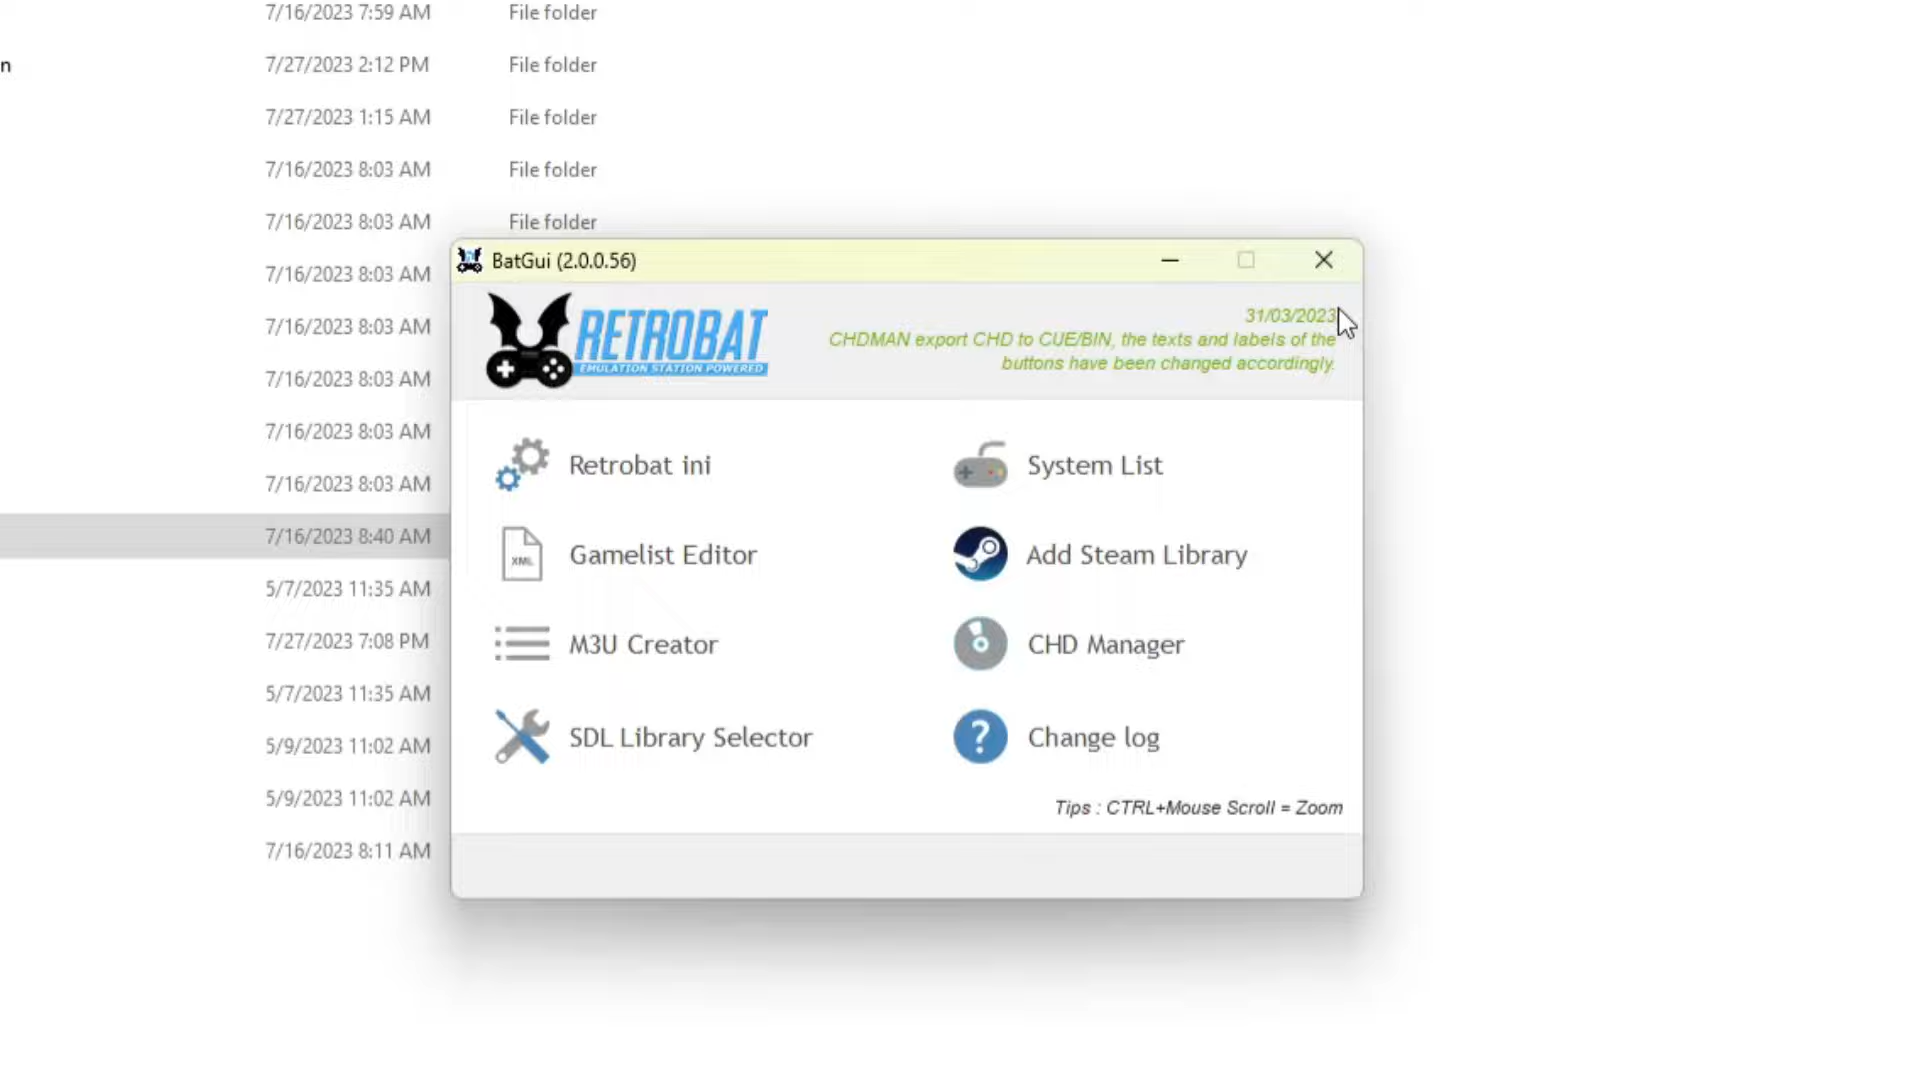 7/16/2023 7:59 AM File folder
n 7/27/2023 2:12 PM File folder
7/27/2023 1:15 AM File folder
7/16/2023 8:03 AM File folder
7/16/2023 8:03 AM File folder
7/16/2023 8:03 AM
7/16/2023 8:03 AM
7/16/2023 8:03 AM
7/16/2023 8:03 AM
7/16/2023 8:03 AM
7/16/2023 8:40 AM
5/7/2023 11:35 AM
7/27/2023 7:08 PM
5/7/2023 11:35 AM
5/9/2023 11:02 AM
5/9/2023 11:02 AM
7/16/2023 8:11 AM
BatGui (2.0.0.56)
RETROBAT
EMULATION STATION POWERED
31/03/2023
CHDMAN export CHD to CUE/BIN, the texts and labels of the
buttons have been changed accordingly.
Retrobat ini
System List
XML
Gamelist Editor
Add Steam Library
M3U Creator
CHD Manager
SDL Library Selector
? Change log
Tips : CTRL+Mouse Scroll = Zoom